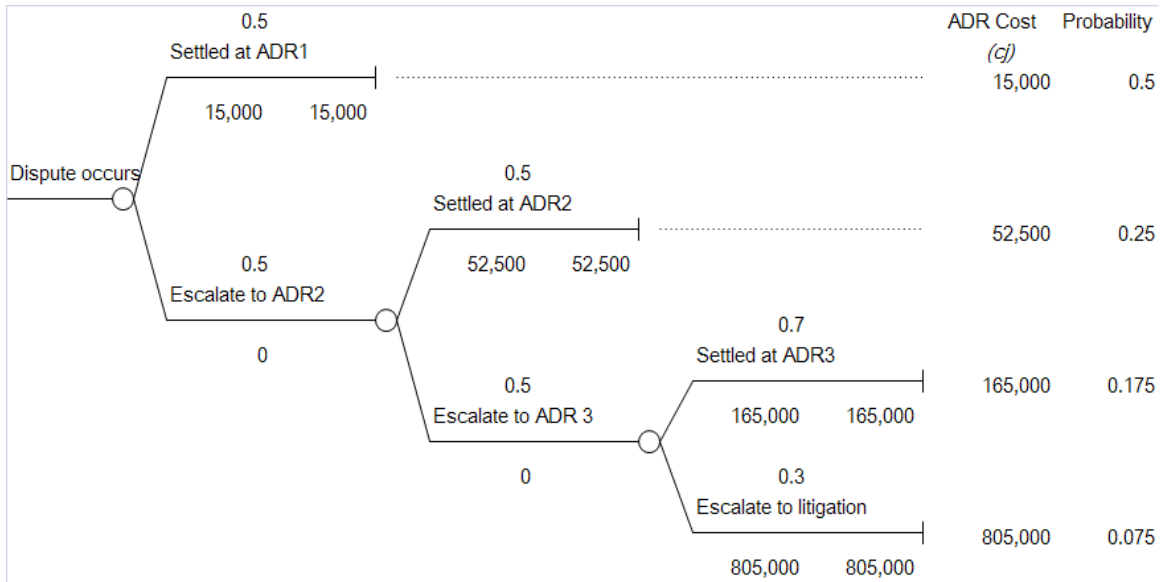 0.5
ADR Cost Probability
Settled at ADR1
(cj)
15,000 0.5
15,000 15,000
Dispute occurs
0.5
Settled at ADR2
52,500 0.25
0.5
52,500 52,500
Escalate to ADR2
0.7
0
Settled at ADR3
0.5
165,000 0.175
Escalate to ADR 3
165,000 165,000
0
0.3
Escalate to litigation
805,000 0.075
805,000 805,000